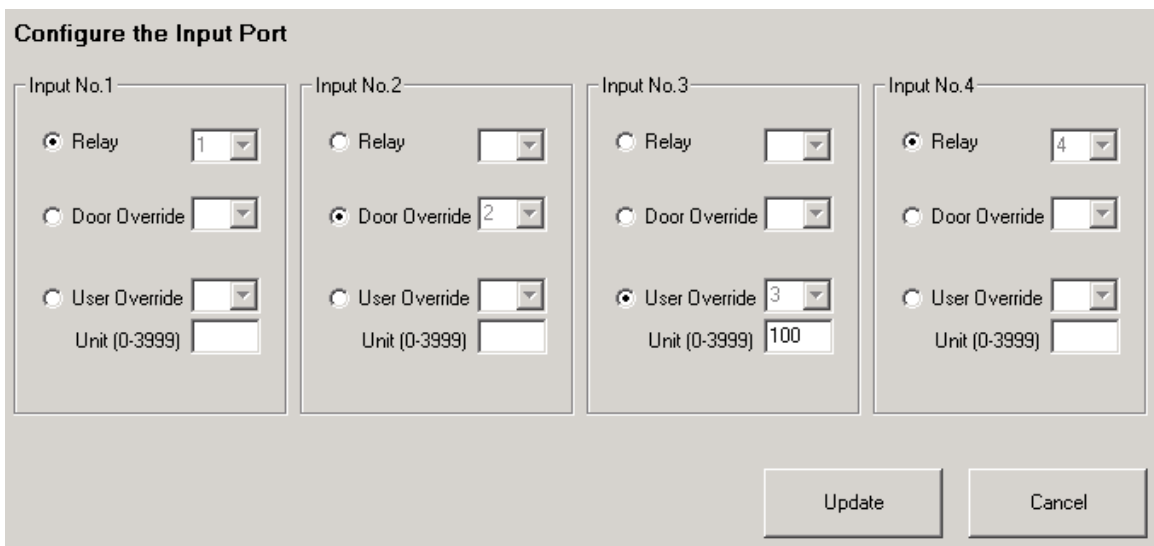 Configure the Input Port
Input No.1
Input No.2
Input No.3
Input No.4
Relay 1
Relay
Relay
Relay 4
Door Override
Door Override 2
Door Override
Door Override
User Override
User Override
User Override 3
User Override
Unit (0-3999)
Unit (0-3999)
Unit (0-3999) 100
Unit (0-3999)
Update
Cancel